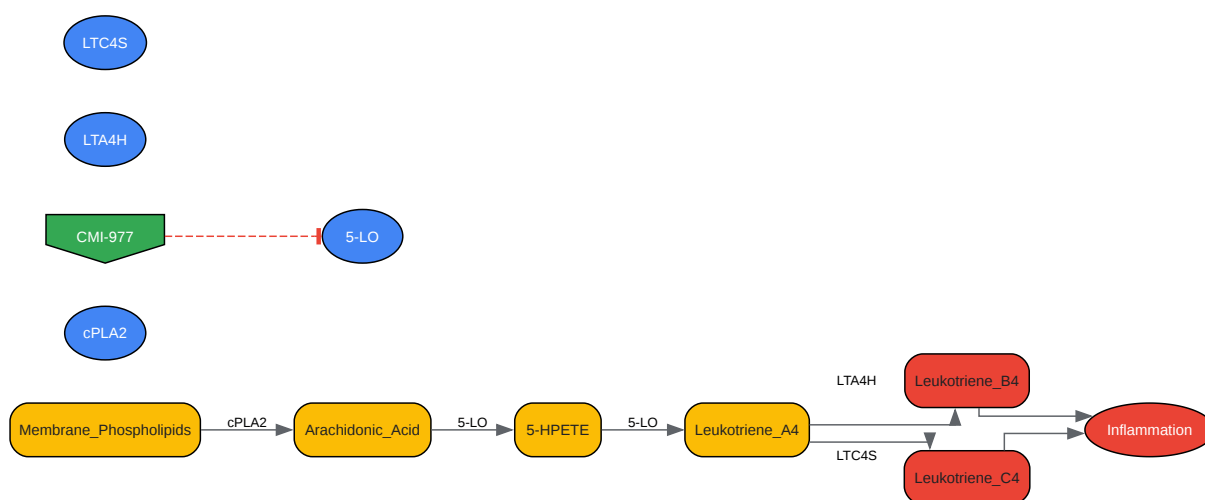 LTC4S
LTA4H
CMI-977
5-LO
cPLA2
LTA4H
Leukotriene_B4
Membrane_Phospholipids
cPLA2
Arachidonic_Acid
5-LO
5-HPETE
5-LO
Leukotriene_A4
Inflammation
LTC4S
Leukotriene_C4